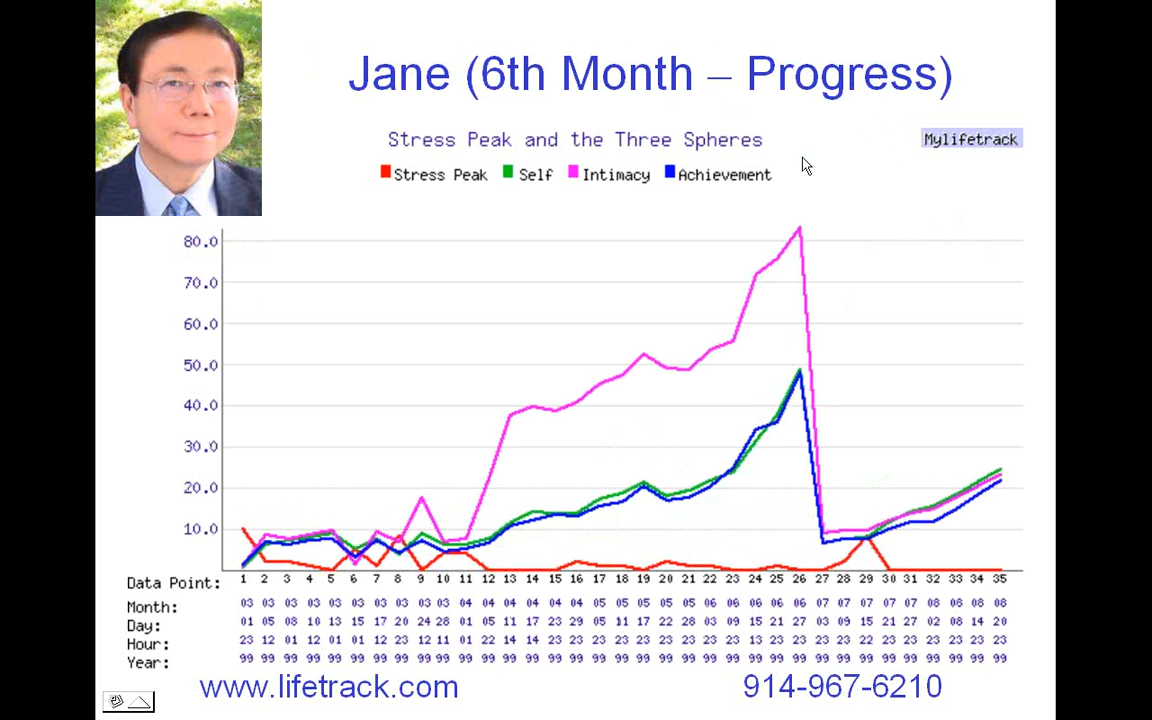 Jane (6th Month – Progress)
Stress Peak and the Three Spheres
Mylifetrack
Stress Peak Self Intimacy Achievement
80.0
70.0
60.0
50.0
40.0
30.0
20.0
10.0
Data Point: 1 2 3 4 5 6 7 8 9 10 11 12 13 14 15 16 17 18 19 20 21 22 23 24 25 26 27 28 29 30 31 32 33 34 35
Month: 03 03 03 03 03 03 03 03 03 03 04 04 04 04 04 04 05 05 05 05 05 06 06 06 06 06 07 07 07 07 07 08 08 08 08
Day: 01 05 08 10 13 15 17 20 24 28 01 05 11 17 23 29 05 11 17 22 28 03 09 15 21 27 03 09 15 21 27 02 08 14 20
Hour: 23 12 01 12 01 01 12 23 12 11 05 22 14 14 23 23 23 23 23 23 23 23 23 13 23 23 23 23 22 23 23 23 23 23 23
Year: 99 99 99 99 99 99 99 99 99 99 99 99 99 99 99 99 99 99 99 99 99 99 99 99 99 99 99 99 99 99 99 99 99 99 99
www.lifetrack.com 914-967-6210